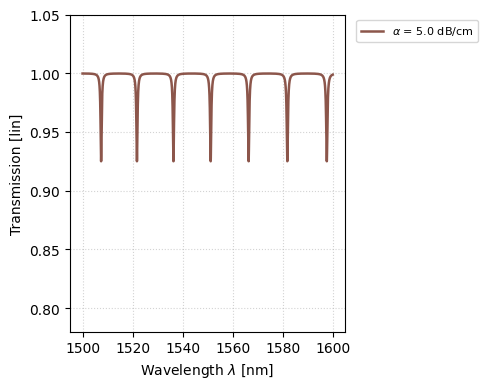 1.05
1.00
0.95
0.90
0.85
0.80
Transmission [lin]
1500 1520 1540 1560 1580 1600
Wavelength λ [nm]
α = 5.0 dB/cm